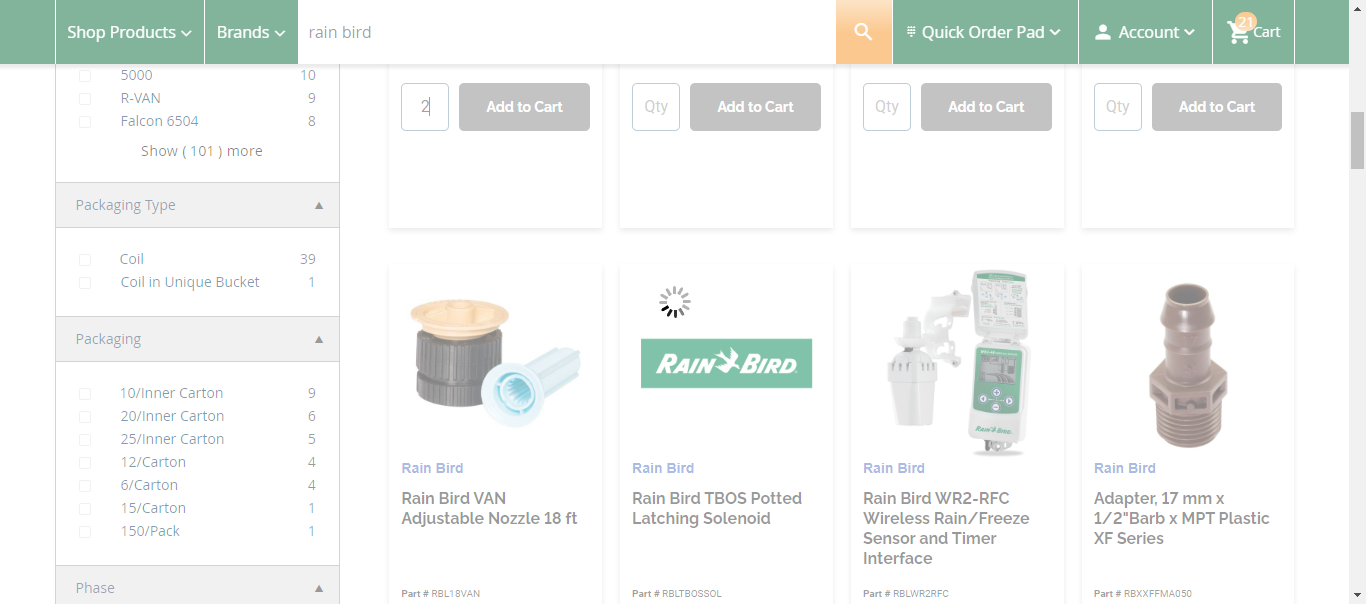 Shop Products
Brands
rain bird
Quick Order Pad
Account
21
Cart
5000 10
R-VAN 9
Falcon 6504 8
Show ( 101 ) more
Packaging Type ▲
Coil 39
Coil in Unique Bucket 1
Packaging ▲
10/Inner Carton 9
20/Inner Carton 6
25/Inner Carton 5
12/Carton 4
6/Carton 4
15/Carton 1
150/Pack 1
Phase ▲
2 Add to Cart
Qty Add to Cart
Qty Add to Cart
Qty Add to Cart
Rain Bird
Rain Bird VAN
Adjustable Nozzle 18 ft
Part # RBL18VAN
RAIN BIRD
Rain Bird
Rain Bird TBOS Potted
Latching Solenoid
Part # RBLTBOSSOL
RAIN BIRD
Rain Bird
Rain Bird WR2-RFC
Wireless Rain/Freeze
Sensor and Timer
Interface
Part # RBLWR2RFC
Rain Bird
Adapter, 17 mm x
1/2"Barb x MPT Plastic
XF Series
Part # RBXXFFMA050